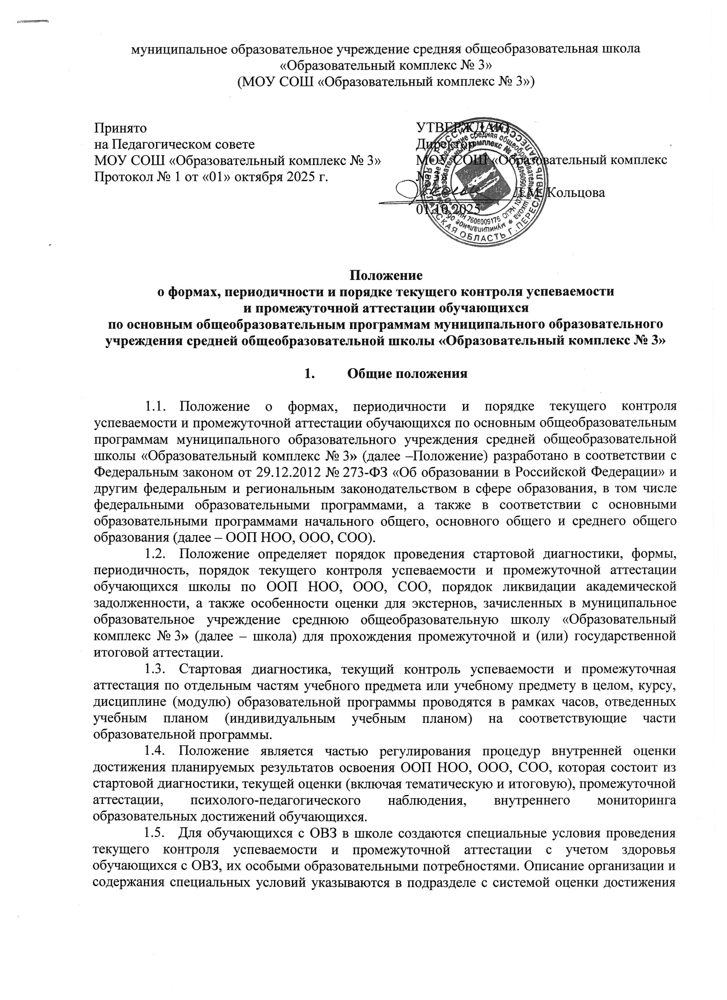 муниципальное образовательное учреждение средняя общеобразовательная школа
«Образовательный комплекс № 3»
(МОУ СОШ «Образовательный комплекс № 3»)
Принято
на Педагогическом совете
МОУ СОШ «Образовательный комплекс № 3»
Протокол № 1 от «01» октября 2025 г.
УТВЕРЖДАЮ
Директор
МОУ СОШ «Образовательный комплекс
№ 3»
Л.М. Кольцова
01.10.2025
ИНН 7608009176 ОГРН
ОБЛАСТЬ Г.ПЕРЕСЛАВЛЬ-ЗАЛЕССКИЙ
Положение
о формах, периодичности и порядке текущего контроля успеваемости
и промежуточной аттестации обучающихся
по основным общеобразовательным программам муниципального образовательного
учреждения средней общеобразовательной школы «Образовательный комплекс № 3»
1. Общие положения
1.1. Положение о формах, периодичности и порядке текущего контроля
успеваемости и промежуточной аттестации обучающихся по основным общеобразовательным
программам муниципального образовательного учреждения средней общеобразовательной
школы «Образовательный комплекс № 3» (далее –Положение) разработано в соответствии с
Федеральным законом от 29.12.2012 № 273-ФЗ «Об образовании в Российской Федерации» и
другим федеральным и региональным законодательством в сфере образования, в том числе
федеральными образовательными программами, а также в соответствии с основными
образовательными программами начального общего, основного общего и среднего общего
образования (далее – ООП НОО, ООО, СОО).
1.2. Положение определяет порядок проведения стартовой диагностики, формы,
периодичность, порядок текущего контроля успеваемости и промежуточной аттестации
обучающихся школы по ООП НОО, ООО, СОО, порядок ликвидации академической
задолженности, а также особенности оценки для экстернов, зачисленных в муниципальное
образовательное учреждение среднюю общеобразовательную школу «Образовательный
комплекс № 3» (далее – школа) для прохождения промежуточной и (или) государственной
итоговой аттестации.
1.3. Стартовая диагностика, текущий контроль успеваемости и промежуточная
аттестация по отдельным частям учебного предмета или учебному предмету в целом, курсу,
дисциплине (модулю) образовательной программы проводятся в рамках часов, отведенных
учебным планом (индивидуальным учебным планом) на соответствующие части
образовательной программы.
1.4. Положение является частью регулирования процедур внутренней оценки
достижения планируемых результатов освоения ООП НОО, ООО, СОО, которая состоит из
стартовой диагностики, текущей оценки (включая тематическую и итоговую), промежуточной
аттестации, психолого-педагогического наблюдения, внутреннего мониторинга
образовательных достижений обучающихся.
1.5. Для обучающихся с ОВЗ в школе создаются специальные условия проведения
текущего контроля успеваемости и промежуточной аттестации с учетом здоровья
обучающихся с ОВЗ, их особыми образовательными потребностями. Описание организации и
содержания специальных условий указываются в подразделе с системой оценки достижения